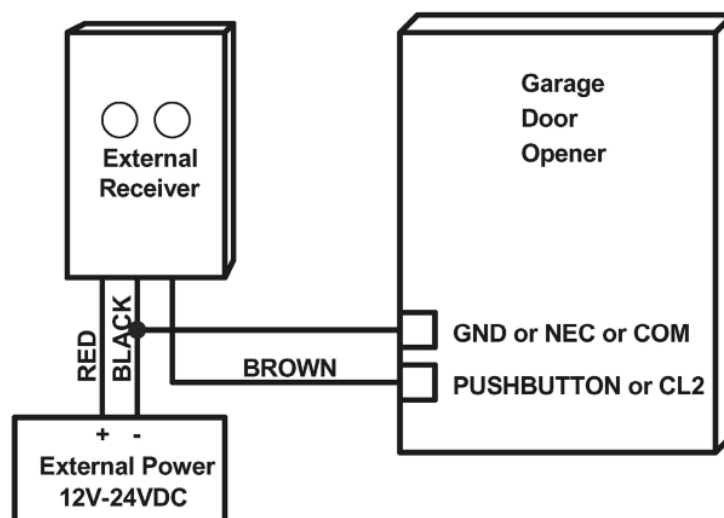 External
Receiver
Garage
Door
Opener
RED
BLACK
BROWN
GND or NEC or COM
PUSHBUTTON or CL2
+ -
External Power
12V-24VDC